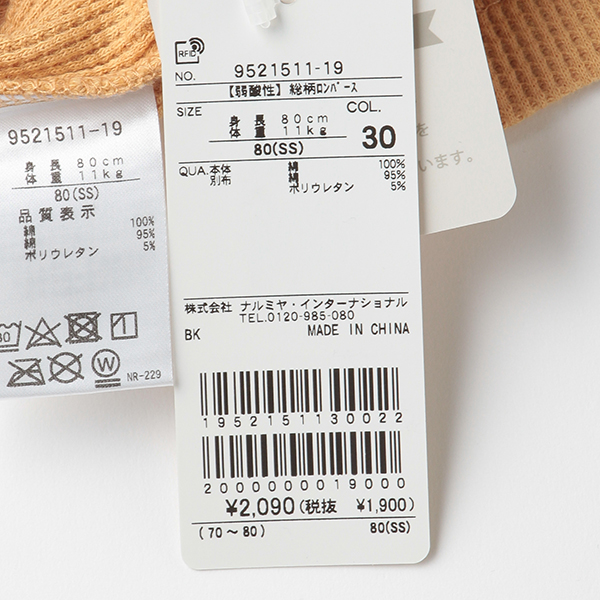 RFID
NO. 9521511-19
【弱酸性】総柄ロンパース
SIZE COL.
身長 80cm
体重 11kg
80(SS) 30
QUA. 本体 綿 100%
別布 綿 95%
ポリウレタン 5%
株式会社 ナルミヤ・インターナショナル
TEL.0120-985-080
BK MADE IN CHINA
1952151130022
2000000019000
¥2,090(税抜 ¥1,900)
(70〜80) 80(SS)
9521511-19
身長 80cm
体重 11kg
80(SS)
品質表示
綿 100%
綿 95%
ポリウレタン 5%
W
NR-229
を
います。